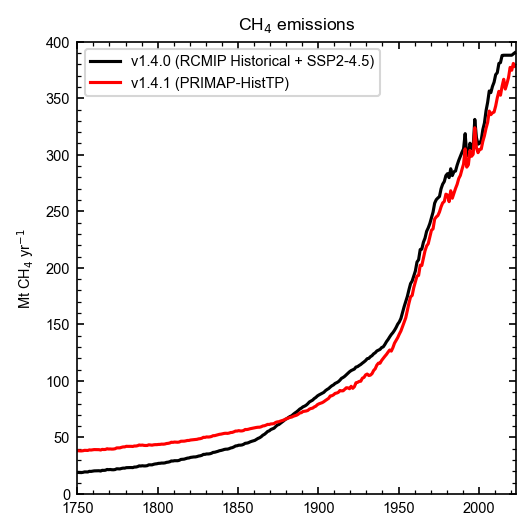 CH₄ emissions
400
v1.4.0 (RCMIP Historical + SSP2-4.5)
v1.4.1 (PRIMAP-HistTP)
350
300
250
200
150
100
50
0
Mt CH₄ yr⁻¹
1750 1800 1850 1900 1950 2000